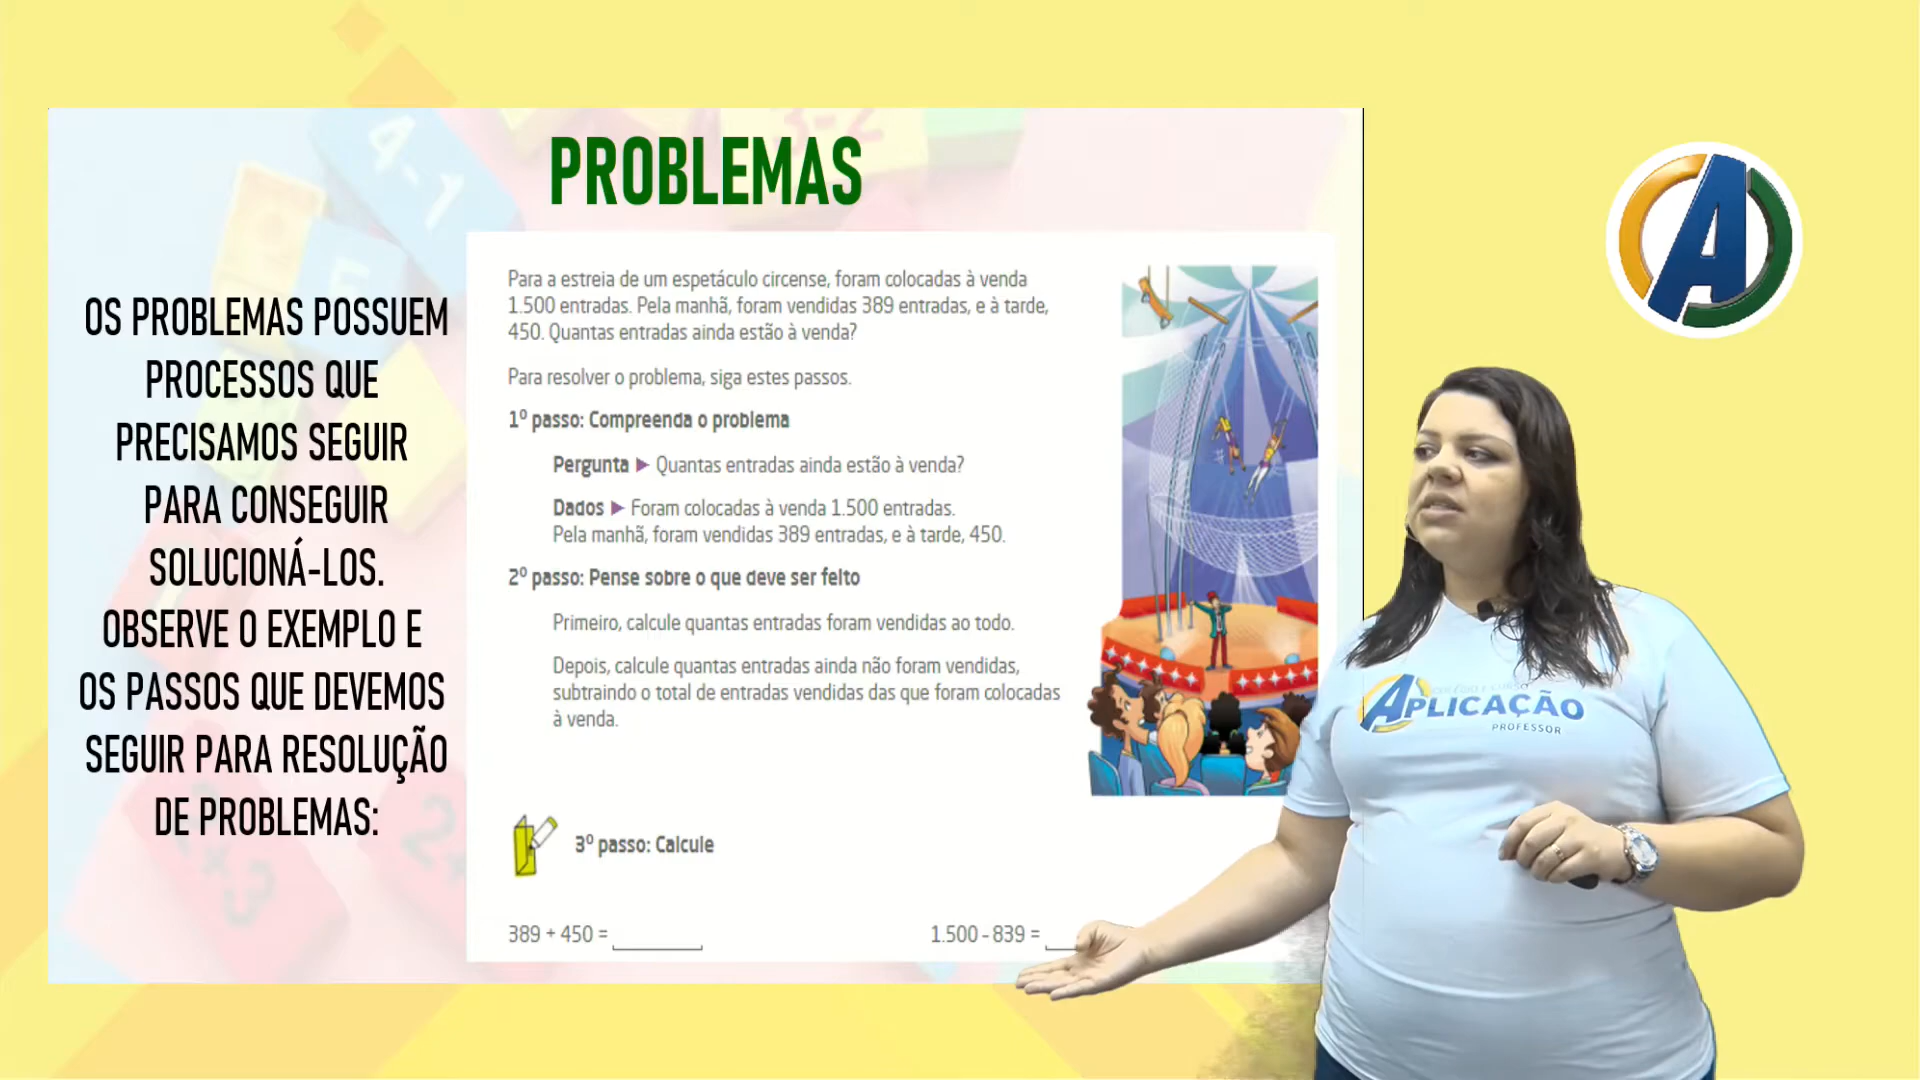 PROBLEMAS
OS PROBLEMAS POSSUEM
PROCESSOS QUE
PRECISAMOS SEGUIR
PARA CONSEGUIR
SOLUCIONÁ-LOS.
OBSERVE O EXEMPLO E
OS PASSOS QUE DEVEMOS
SEGUIR PARA RESOLUÇÃO
DE PROBLEMAS:
Para a estreia de um espetáculo circense, foram colocadas à venda
1.500 entradas. Pela manhã, foram vendidas 389 entradas, e à tarde,
450. Quantas entradas ainda estão à venda?
Para resolver o problema, siga estes passos.
1º passo: Compreenda o problema
Pergunta ▶ Quantas entradas ainda estão à venda?
Dados ▶ Foram colocadas à venda 1.500 entradas.
Pela manhã, foram vendidas 389 entradas, e à tarde, 450.
2º passo: Pense sobre o que deve ser feito
Primeiro, calcule quantas entradas foram vendidas ao todo.
Depois, calcule quantas entradas ainda não foram vendidas,
subtraindo o total de entradas vendidas das que foram colocadas
à venda.
3º passo: Calcule
389 + 450 = ________
1.500 - 839 = ___
A
APLICAÇÃO
PROFESSOR
4-1
3-2